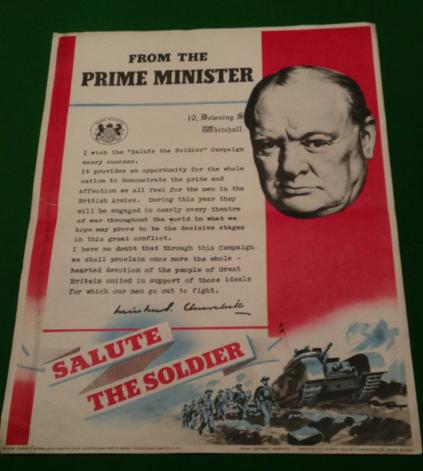 FROM THE
PRIME MINISTER
10, Downing S
Whitehall.
I wish the "Salute the Soldier" Campaign
every success.
It provides an opportunity for the whole
nation to demonstrate the pride and
affection we all feel for the men in the
British Armies. During this year they
will be engaged in nearly every theatre
of war throughout the world in what we
hope may prove to be the decisive stages
in this great conflict.
I have no doubt that through this Campaign
we shall proclaim once more the whole -
hearted devotion of the people of Great
Britain united in support of those ideals
for which our men go out to fight.
Winston S. Churchill
SALUTE
THE SOLDIER